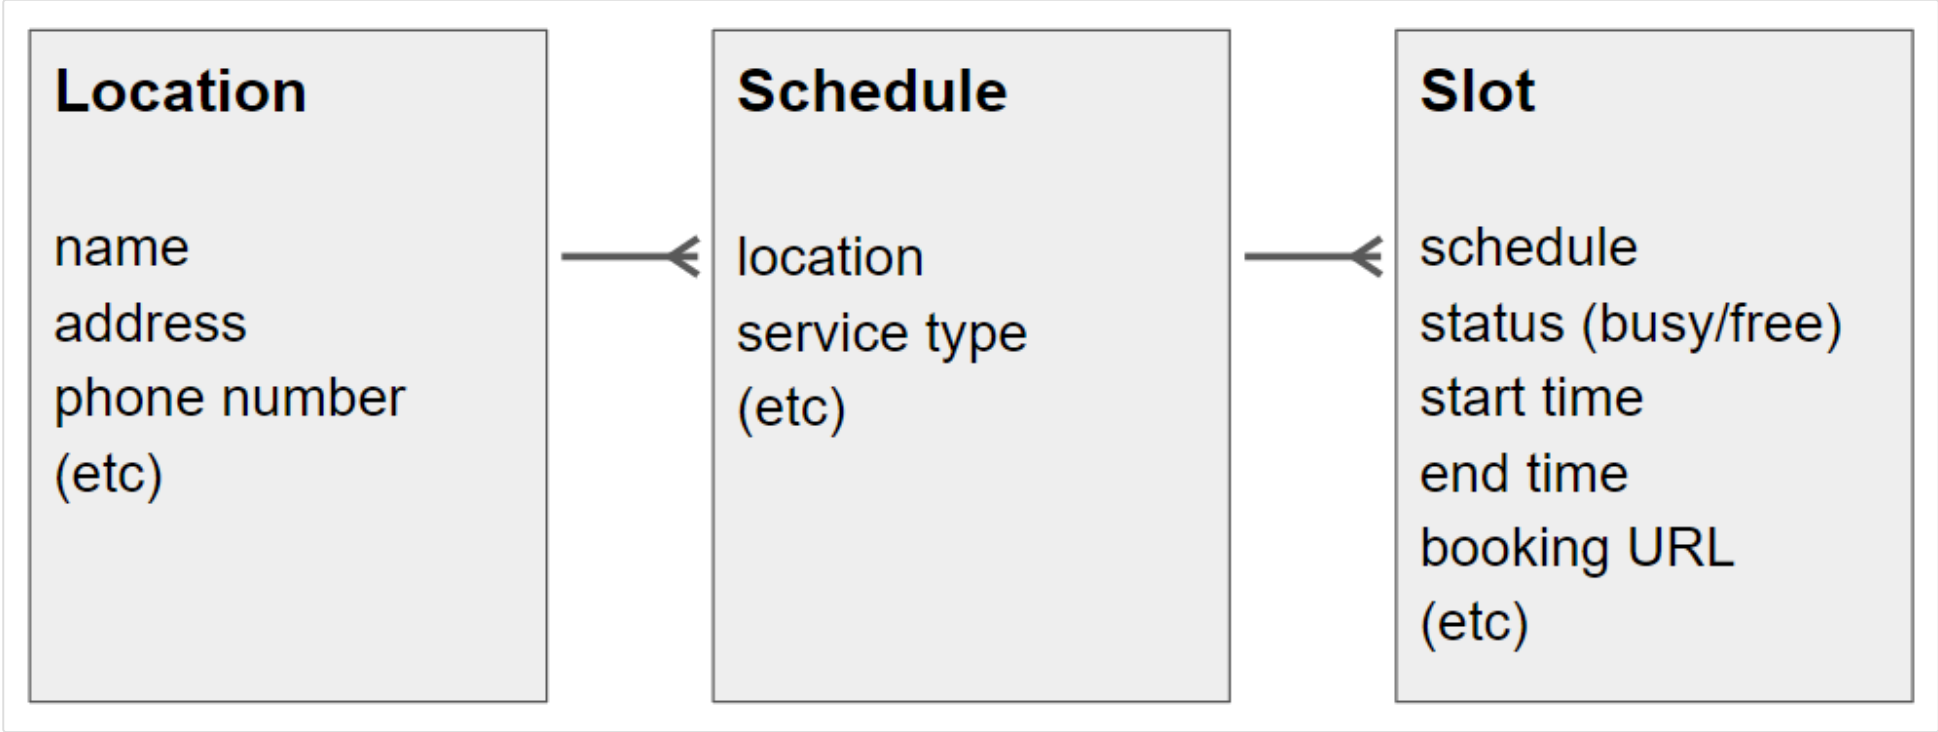 Location
name
address
phone number
(etc)
Schedule
location
service type
(etc)
Slot
schedule
status (busy/free)
start time
end time
booking URL
(etc)